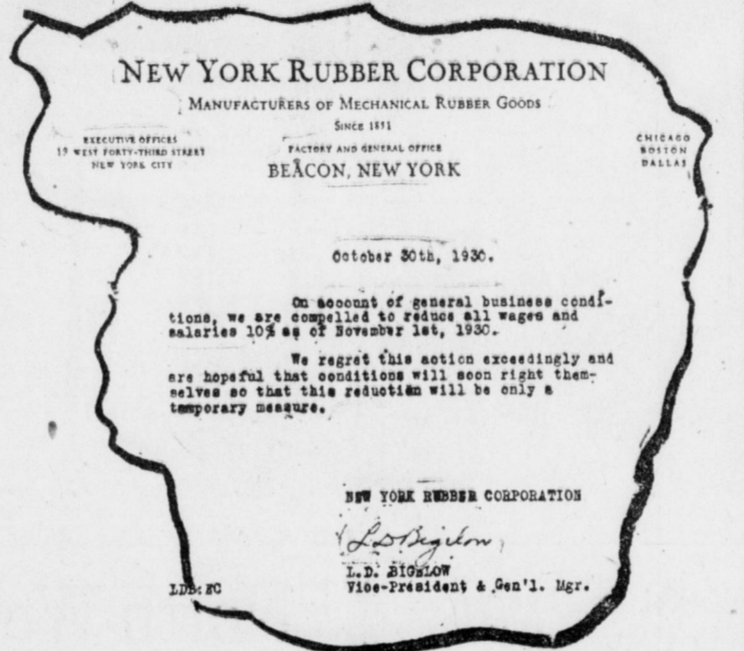 NEW YORK RUBBER CORPORATION
MANUFACTURERS OF MECHANICAL RUBBER GOODS
SINCE 1851
EXECUTIVE OFFICES
15 WEST FORTY-THIRD STREET
NEW YORK CITY
FACTORY AND GENERAL OFFICE
BEACON, NEW YORK
CHICAGO
BOSTON
DALLAS
October 30th, 1930.
On account of general business condi-
tions, we are compelled to reduce all wages and
salaries 10% as of November 1st, 1930.
We regret this action exceedingly and
are hopeful that conditions will soon right them-
selves so that this reduction will be only a
temporary measure.
NEW YORK RUBBER CORPORATION
L D Bigelow
L.D. BIGELOW
Vice-President & Gen'l. Mgr.
LDB:EC